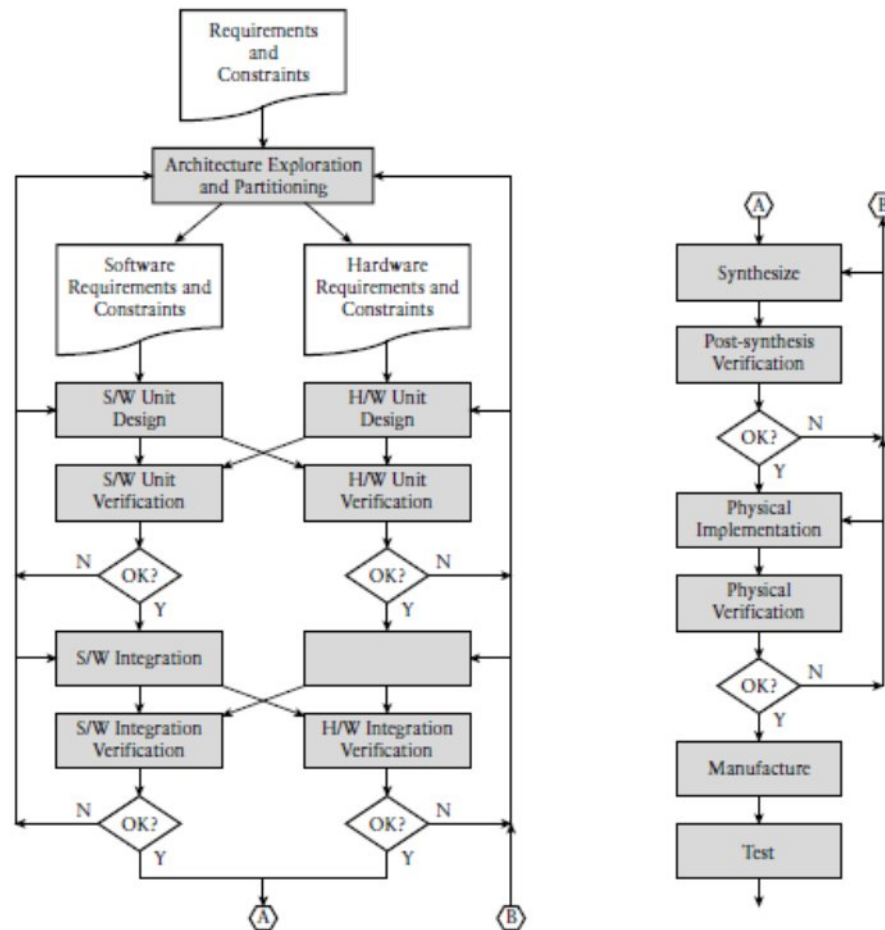 Requirements
and
Constraints
Architecture Exploration
and Partitioning
Software
Requirements and
Constraints
Hardware
Requirements and
Constraints
S/W Unit
Design
H/W Unit
Design
S/W Unit
Verification
H/W Unit
Verification
N
OK?
Y
OK?
N
Y
S/W Integration
S/W Integration
Verification
H/W Integration
Verification
N
OK?
Y
OK?
N
Y
A
B
A
B
Synthesize
Post-synthesis
Verification
OK?
N
Y
Physical
Implementation
Physical
Verification
OK?
N
Y
Manufacture
Test